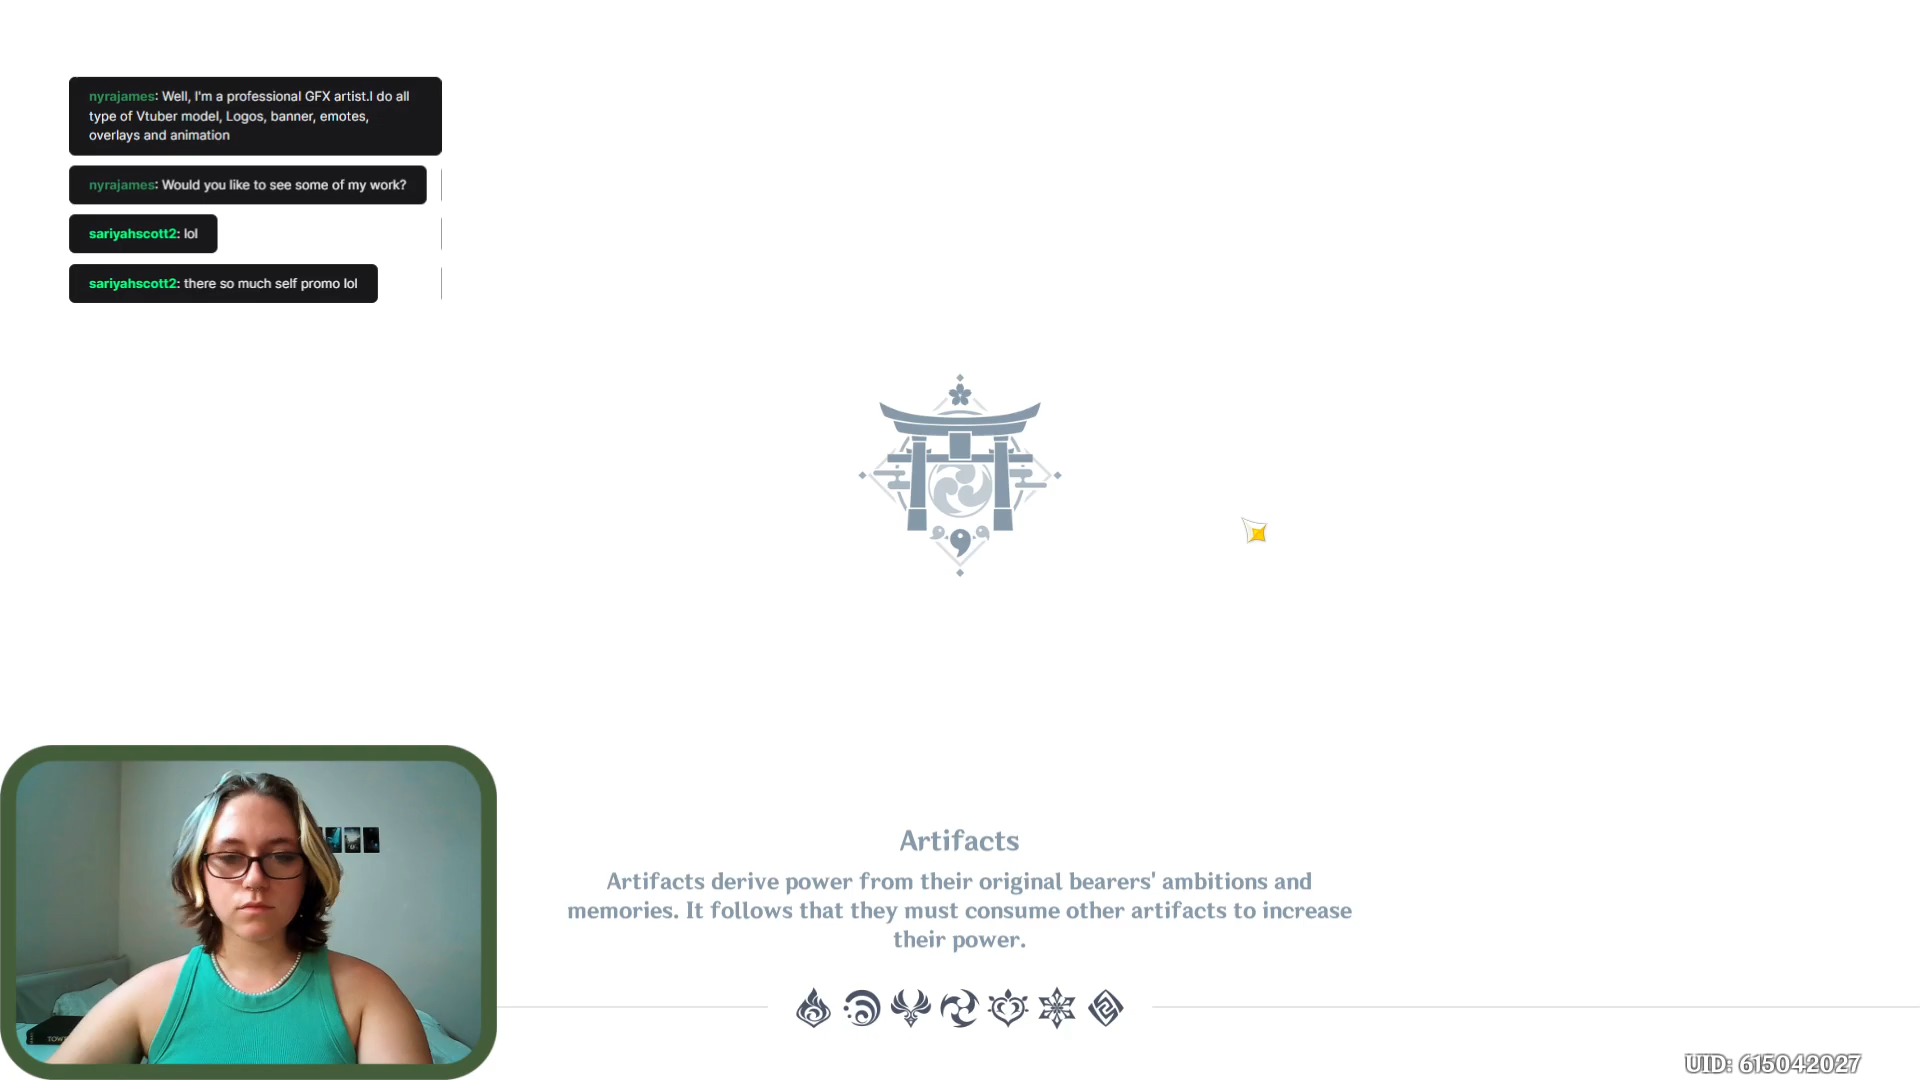 nyrajames: Well, I'm a professional GFX artist.I do all
type of Vtuber model, Logos, banner, emotes,
overlays and animation
nyrajames: Would you like to see some of my work?
sariyahscott2: lol
sariyahscott2: there so much self promo lol
Artifacts
Artifacts derive power from their original bearers' ambitions and
memories. It follows that they must consume other artifacts to increase
their power.
UID: 615042027